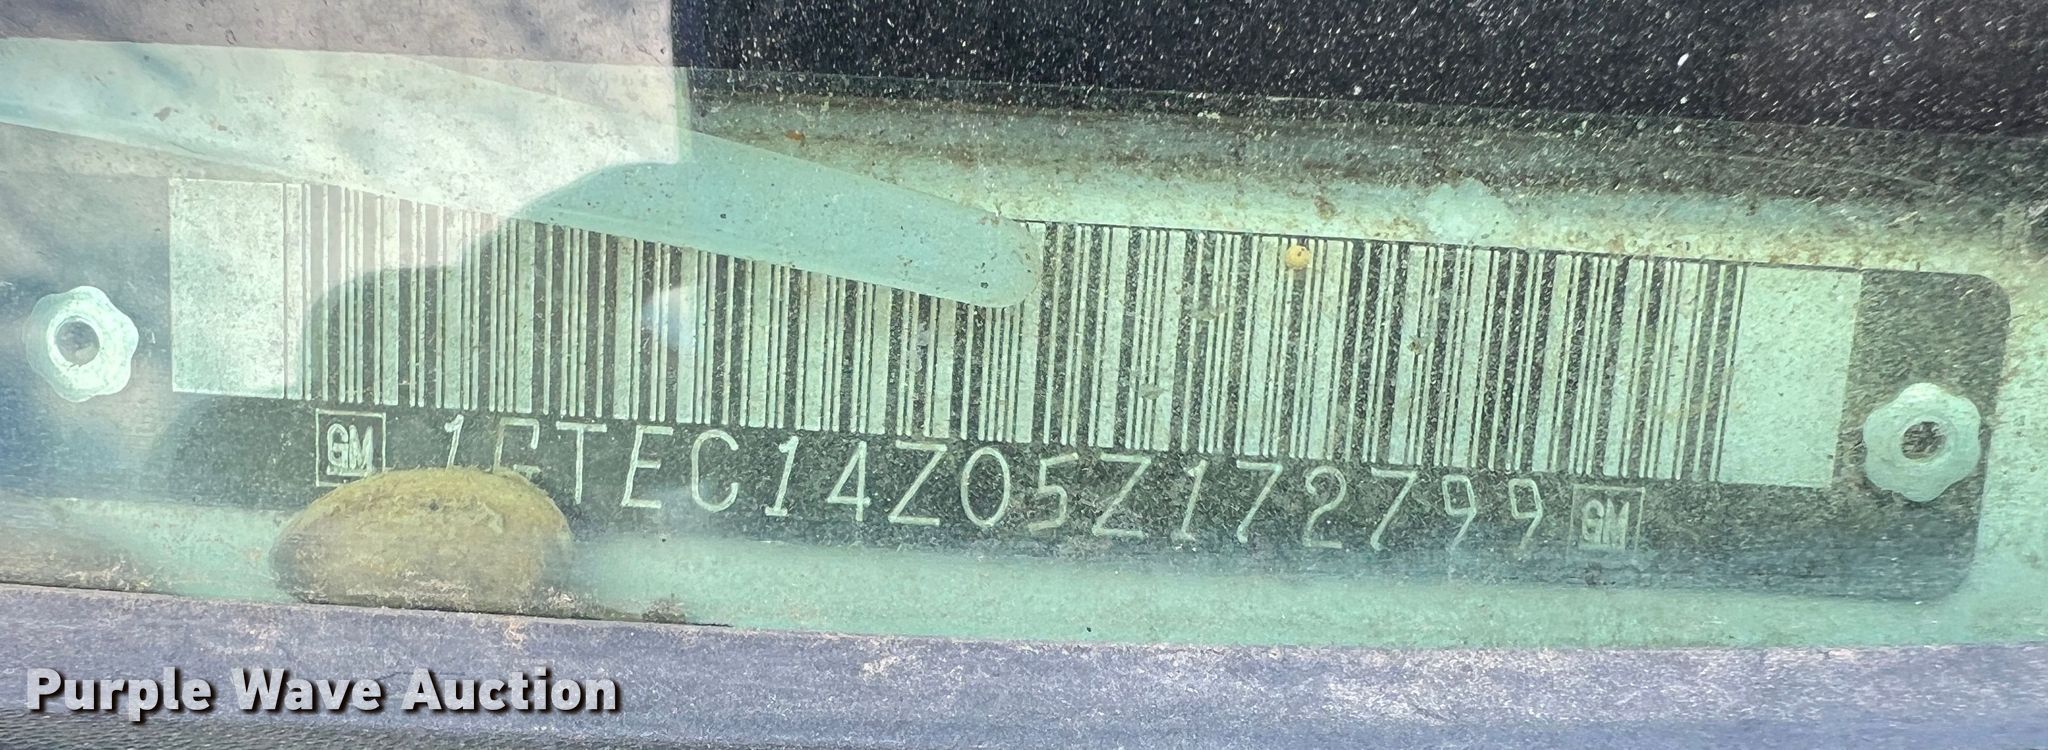 GM 1GTEC14Z05Z172799 GM
Purple Wave Auction